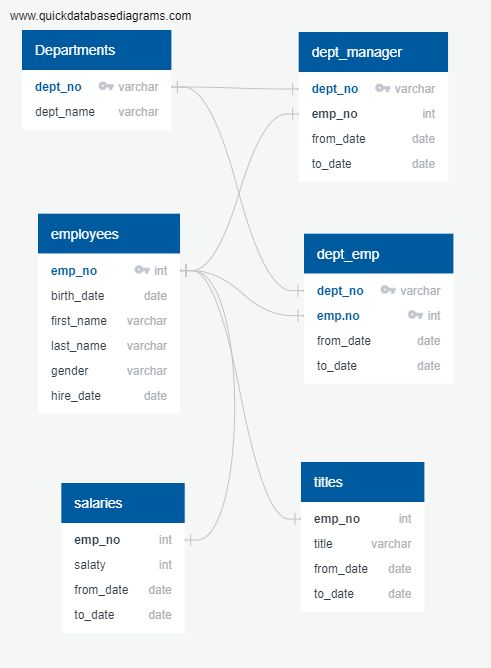 www.quickdatabasediagrams.com
Departments
dept_no varchar
dept_name varchar
dept_manager
dept_no varchar
emp_no int
from_date date
to_date date
employees
emp_no int
birth_date date
first_name varchar
last_name varchar
gender varchar
hire_date date
dept_emp
dept_no varchar
emp.no int
from_date date
to_date date
salaries
emp_no int
salaty int
from_date date
to_date date
titles
emp_no int
title varchar
from_date date
to_date date